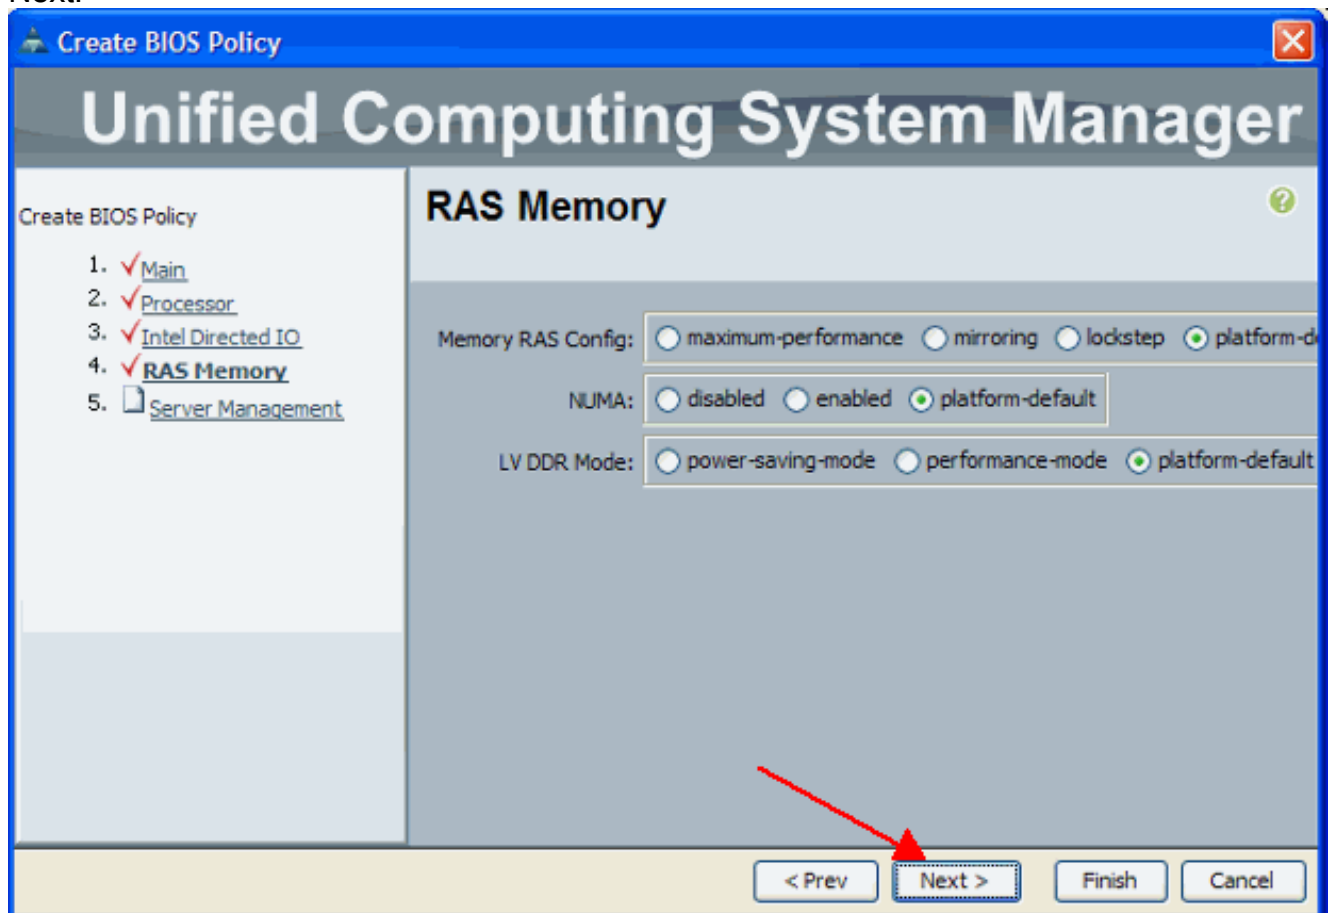 Create BIOS Policy
Unified Computing System Manager
Create BIOS Policy
1. Main
2. Processor
3. Intel Directed IO
4. RAS Memory
5. Server Management
RAS Memory
Memory RAS Config: maximum-performance mirroring lockstep platform-d
NUMA: disabled enabled platform-default
LV DDR Mode: power-saving-mode performance-mode platform-default
< Prev Next > Finish Cancel